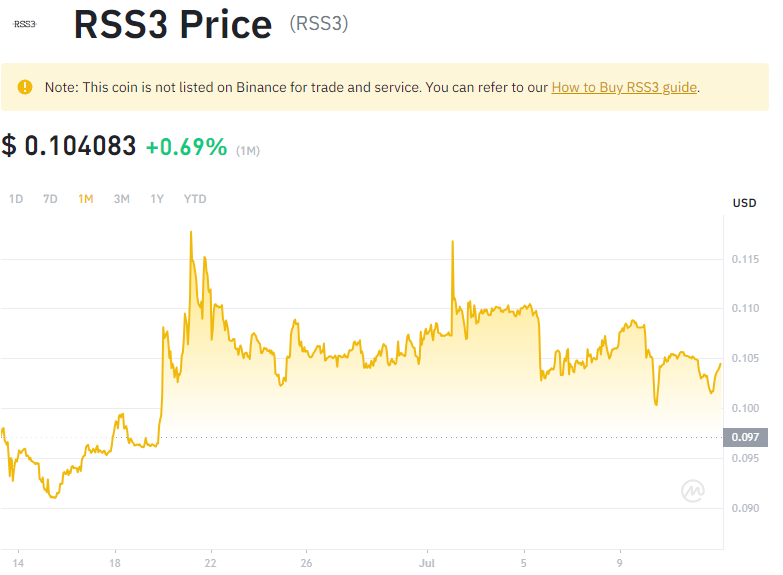 RSS3
RSS3 Price (RSS3)
Note: This coin is not listed on Binance for trade and service. You can refer to our How to Buy RSS3 guide.
$ 0.104083 +0.69% (1M)
1D 7D 1M 3M 1Y YTD
USD
0.115
0.110
0.105
0.100
0.097
0.095
0.090
14 18 22 26 Jul 5 9